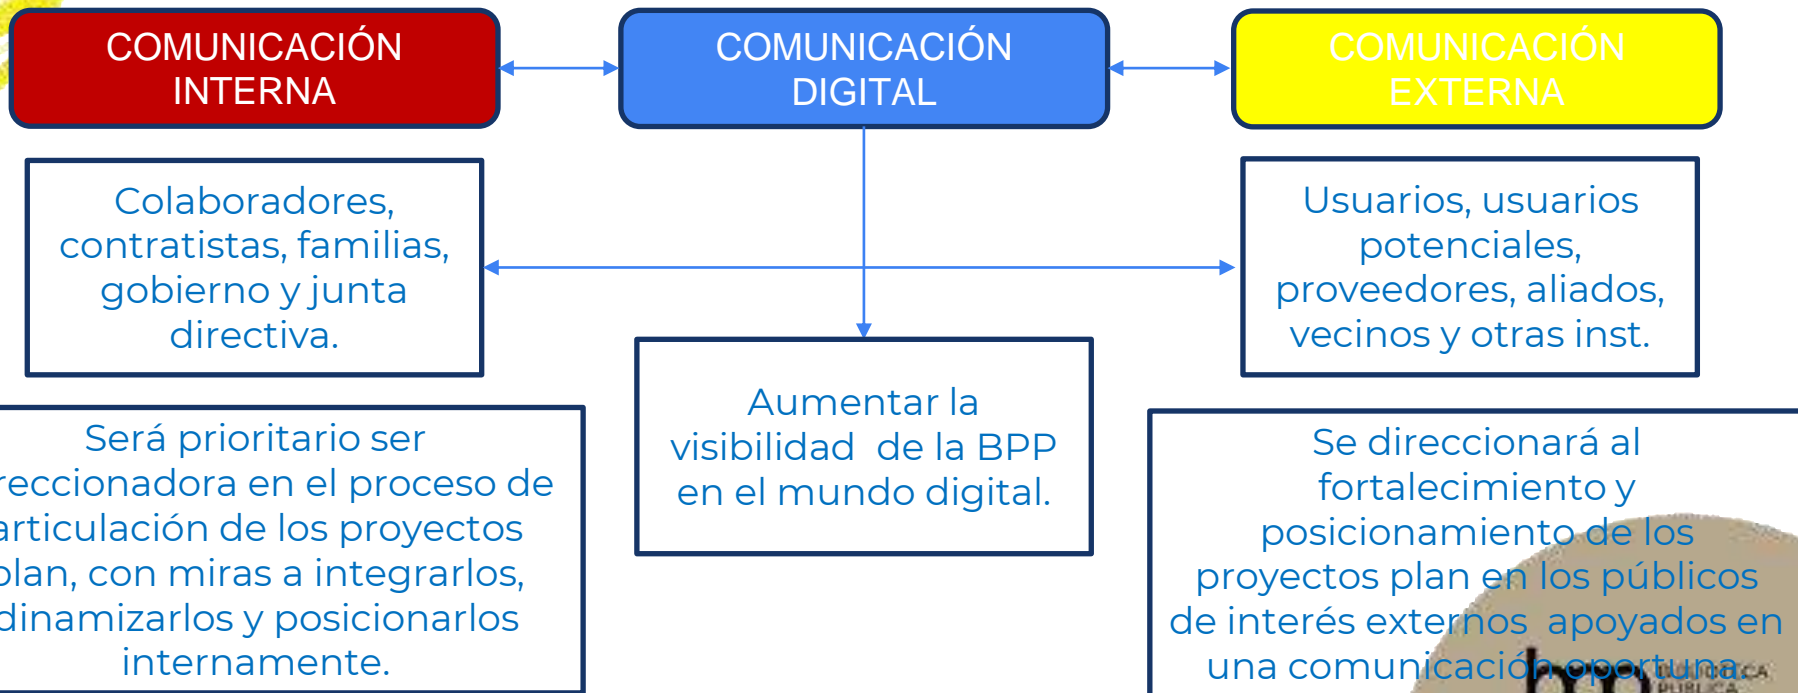 COMUNICACIÓN
INTERNA
COMUNICACIÓN
DIGITAL
COMUNICACIÓN
EXTERNA
Colaboradores,
contratistas, familias,
gobierno y junta
directiva.
Usuarios, usuarios
potenciales,
proveedores, aliados,
vecinos y otras inst.
Aumentar la
visibilidad de la BPP
en el mundo digital.
Será prioritario ser
reccionadora en el proceso de
articulación de los proyectos
plan, con miras a integrarlos,
dinamizarlos y posicionarlos
internamente.
Se direccionará al
fortalecimiento y
posicionamiento de los
proyectos plan en los públicos
de interés externos apoyados en
una comunicación oportuna.